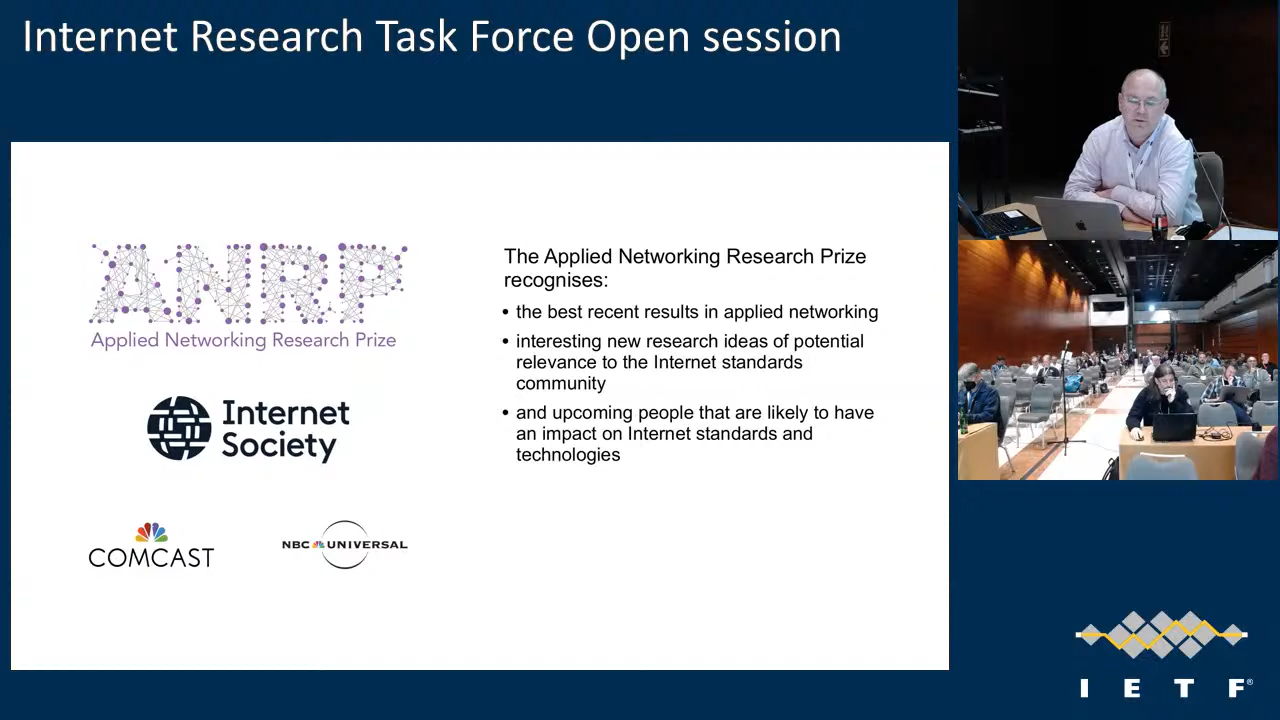 Internet Research Task Force Open session
ANRP
Applied Networking Research Prize
Internet
Society
COMCAST
NBC UNIVERSAL
The Applied Networking Research Prize
recognises:
• the best recent results in applied networking
• interesting new research ideas of potential
relevance to the Internet standards
community
• and upcoming people that are likely to have
an impact on Internet standards and
technologies
I E T F®